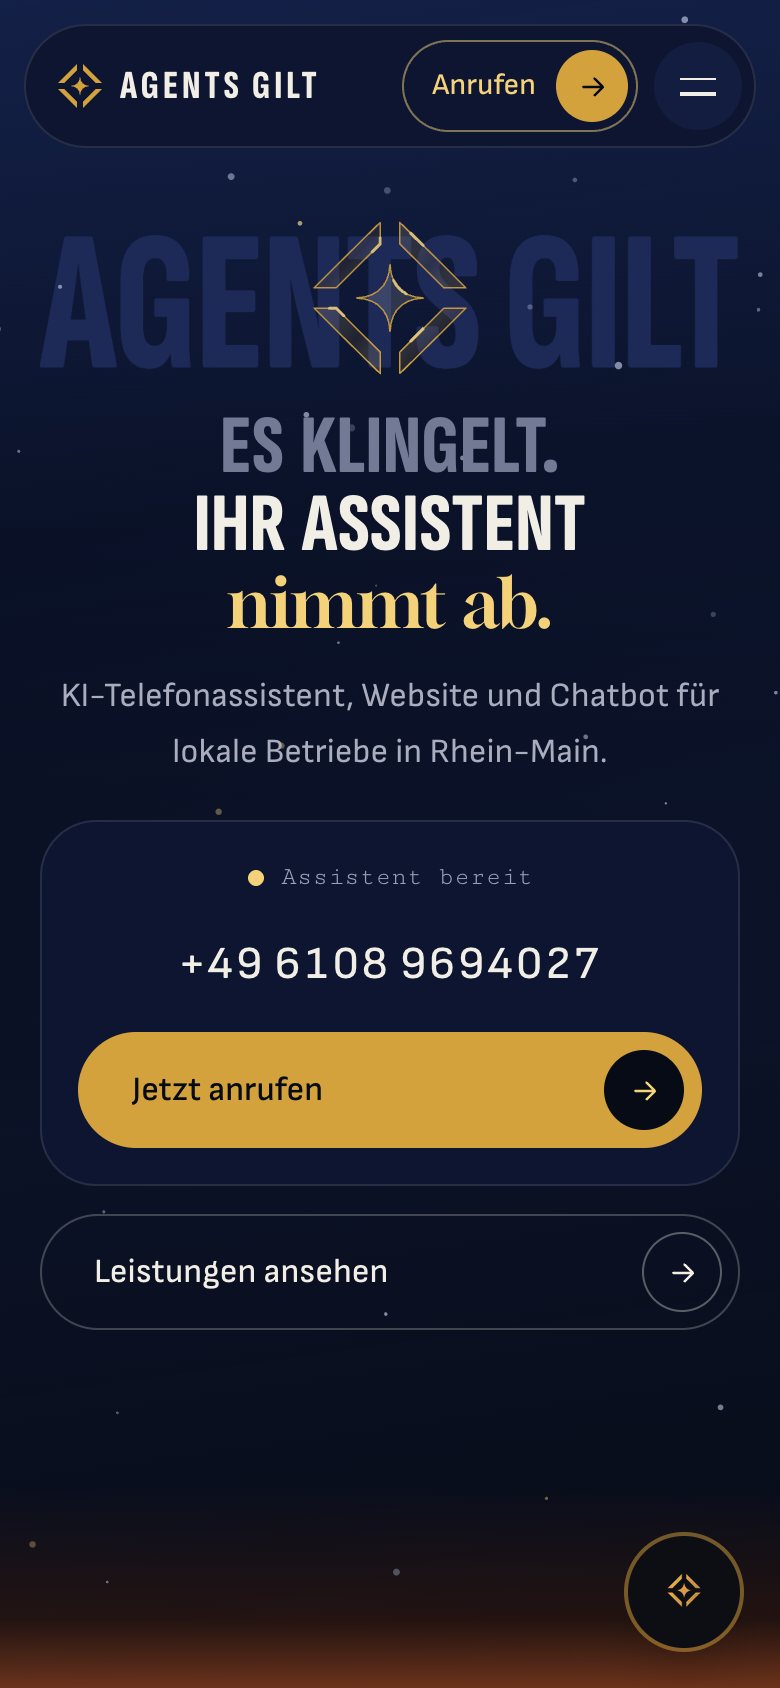 AGENTS GILT
Anrufen
AGENTS GILT
ES KLINGELT.
IHR ASSISTENT
nimmt ab.
KI-Telefonassistent, Website und Chatbot für
lokale Betriebe in Rhein-Main.
Assistent bereit
+49 6108 9694027
Jetzt anrufen
Leistungen ansehen